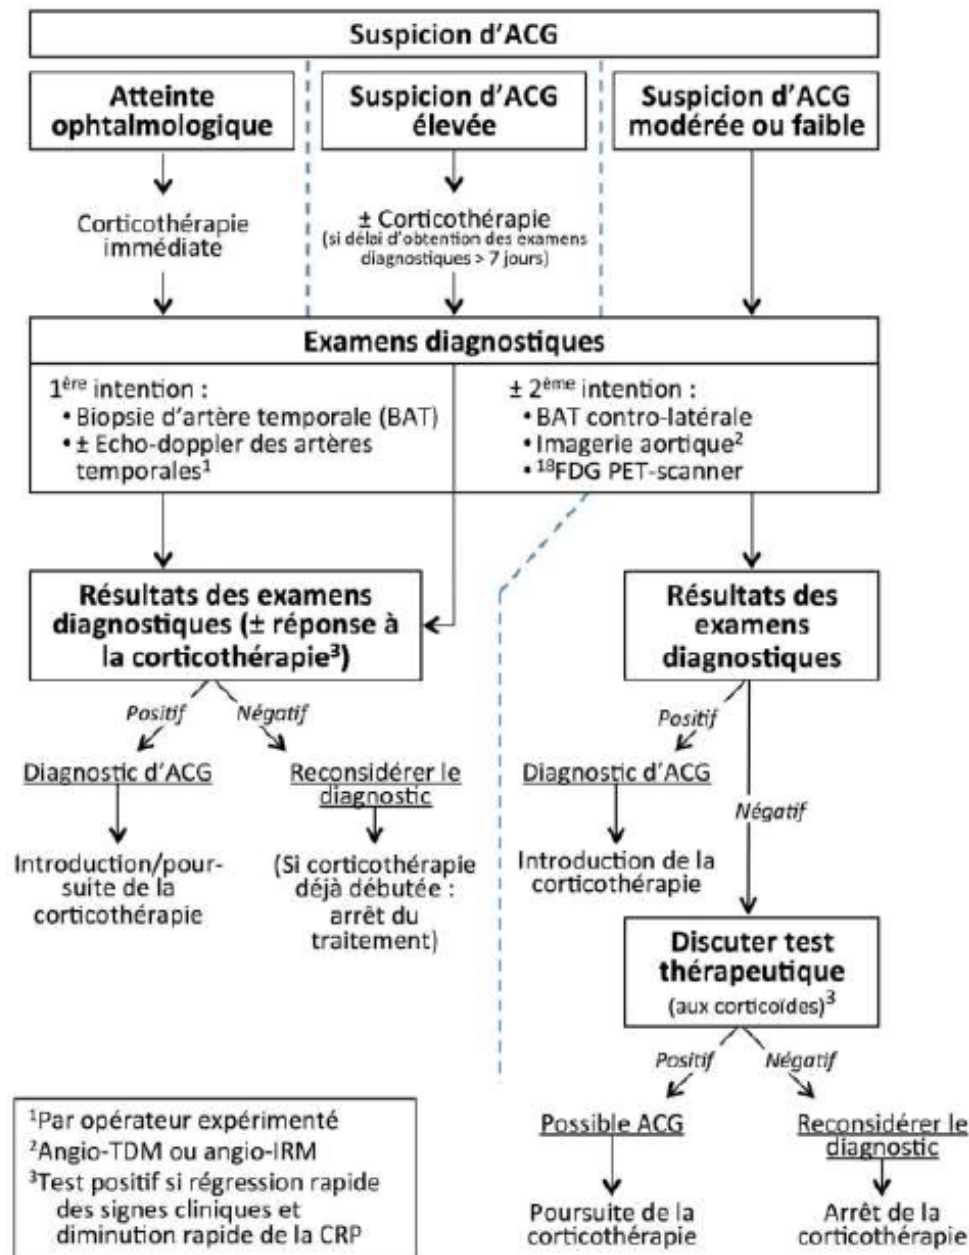 Suspicion d'ACG
Atteinte
ophtalmologique
Suspicion d'ACG
élevée
Suspicion d'ACG
modérée ou faible
Corticothérapie
immédiate
± Corticothérapie
(si délai d'obtention des examens
diagnostiques > 7 jours)
Examens diagnostiques
1ère intention :
• Biopsie d'artère temporale (BAT)
• ± Echo-doppler des artères
temporales1
± 2ème intention :
• BAT contro-latérale
• Imagerie aortique2
• 18FDG PET-scanner
Résultats des examens
diagnostiques (± réponse à
la corticothérapie3)
Positif
Négatif
Diagnostic d'ACG
Introduction/pour-
suite de la
corticothérapie
Reconsidérer le
diagnostic
(Si corticothérapie
déjà débutée :
arrêt du
traitement)
Résultats des
examens
diagnostiques
Positif
Diagnostic d'ACG
Introduction de la
corticothérapie
Négatif
Discuter test
thérapeutique
(aux corticoïdes)3
Positif
Négatif
Possible ACG
Poursuite de la
corticothérapie
Reconsidérer le
diagnostic
Arrêt de la
corticothérapie
1Par opérateur expérimenté
2Angio-TDM ou angio-IRM
3Test positif si régression rapide
des signes cliniques et
diminution rapide de la CRP